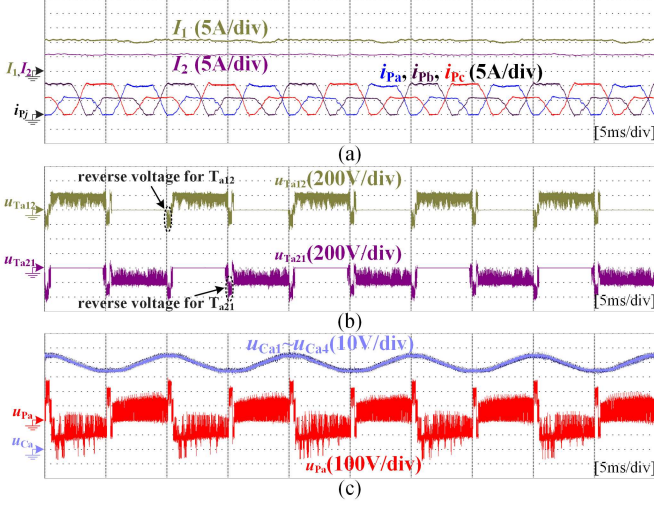 I1 (5A/div)
I1,I2
I2 (5A/div)
iPa, iPb, iPc (5A/div)
iPj
[5ms/div]
(a)
reverse voltage for Ta12
uTa12(200V/div)
uTa12
uTa21
uTa21(200V/div)
reverse voltage for Ta21
[5ms/div]
(b)
uCa1~uCa4(10V/div)
uPa
uCa
uPa(100V/div)
[5ms/div]
(c)